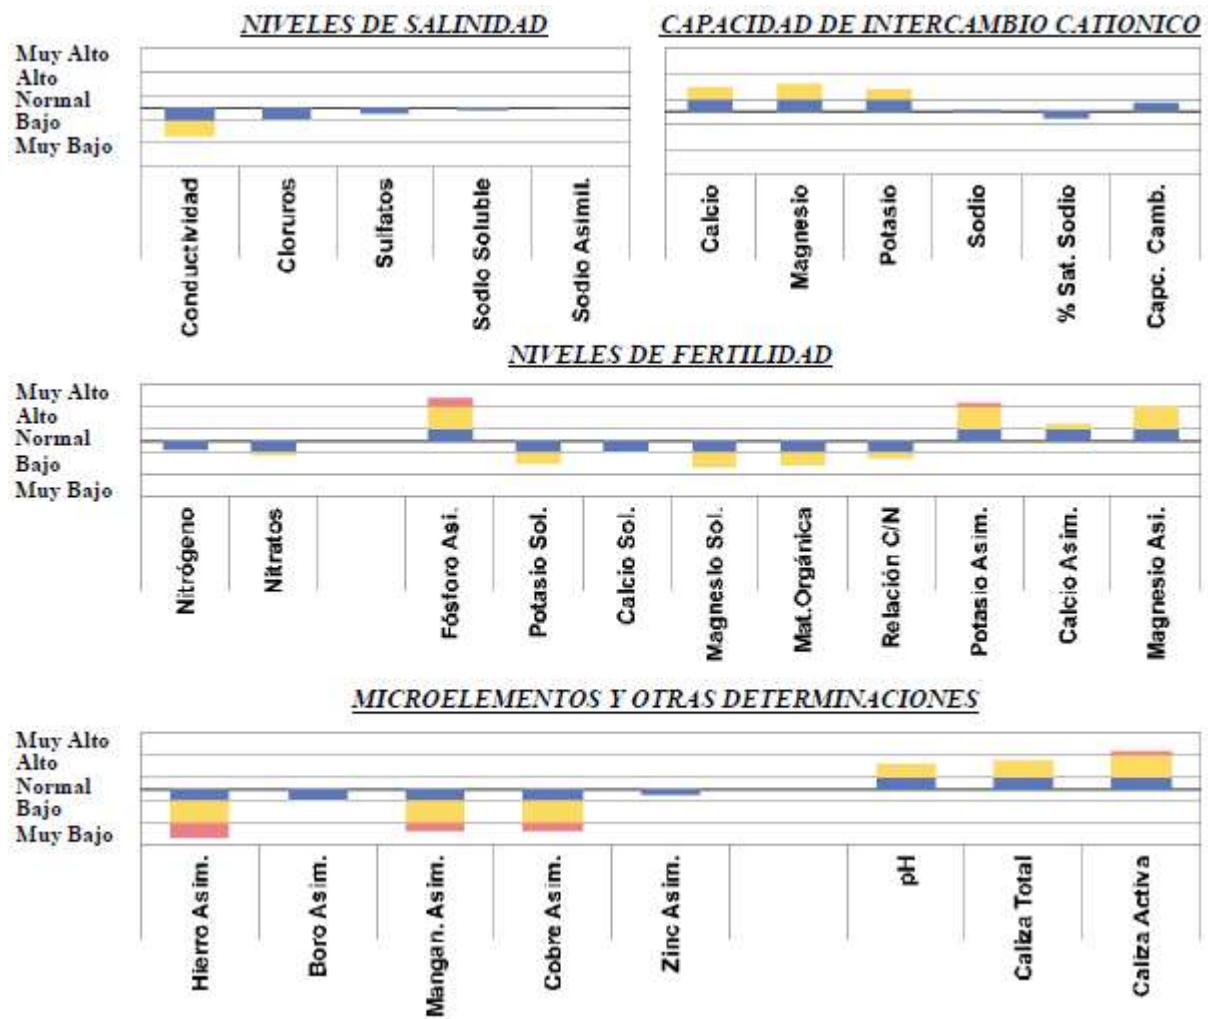 NIVELES DE SALINIDAD
CAPACIDAD DE INTERCAMBIO CATIONICO
Muy Alto
Alto
Normal
Bajo
Muy Bajo
Conductividad
Cloruros
Sulfatos
Sodio Soluble
Sodio Asimil.
Calcio
Magnesio
Potasio
Sodio
% Sat. Sodio
Capc. Camb.
NIVELES DE FERTILIDAD
Muy Alto
Alto
Normal
Bajo
Muy Bajo
Nitrógeno
Nitratos
Fósforo Asi.
Potasio Sol.
Calcio Sol.
Magnesio Sol.
Mat.Orgánica
Relación C/N
Potasio Asim.
Calcio Asim.
Magnesio Asi.
MICROELEMENTOS Y OTRAS DETERMINACIONES
Muy Alto
Alto
Normal
Bajo
Muy Bajo
Hierro Asim.
Boro Asim.
Mangan. Asim.
Cobre Asim.
Zinc Asim.
pH
Caliza Total
Caliza Activa